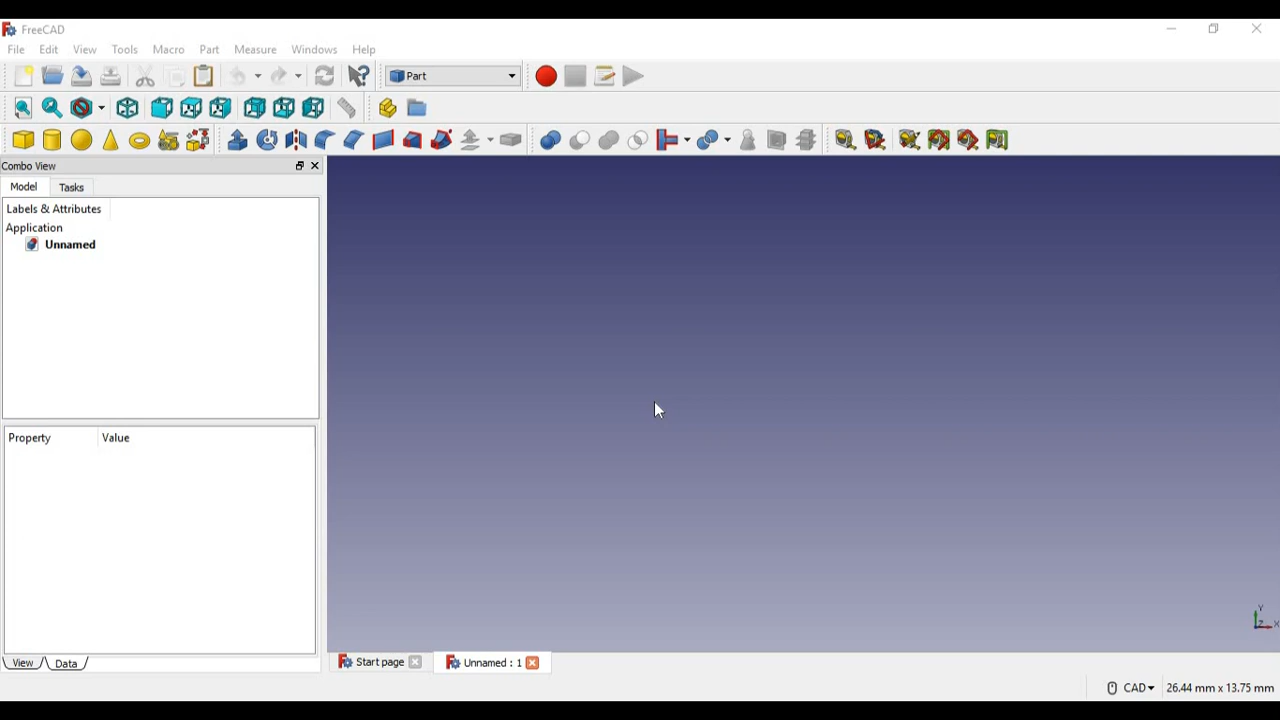 FreeCAD
File Edit View Tools Macro Part Measure Windows Help
Part
Combo View
Model Tasks
Labels & Attributes
Application
Unnamed
Property Value
View Data
Start page Unnamed : 1
CAD 26.44 mm x 13.75 mm
Y
Z X